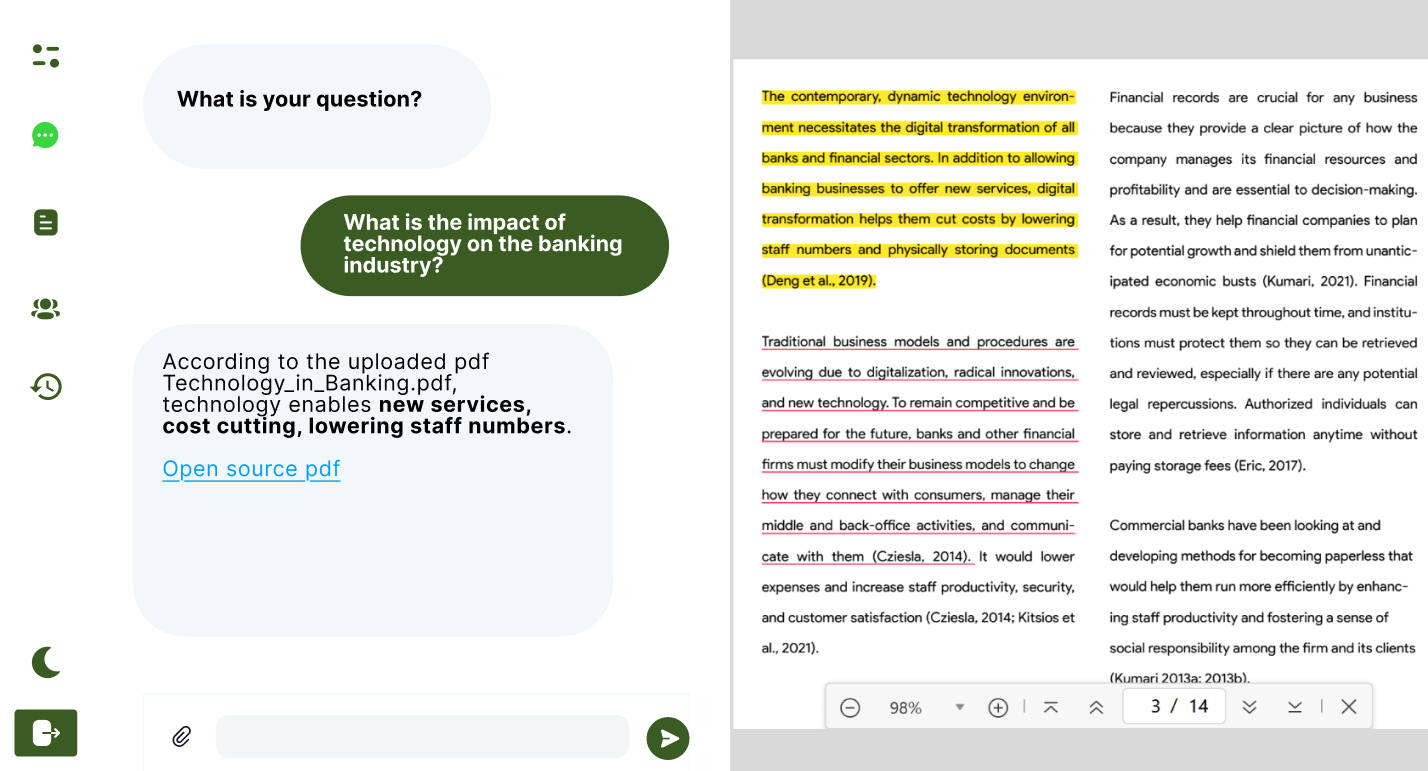 What is your question?
What is the impact of
technology on the banking
industry?
According to the uploaded pdf
Technology_in_Banking.pdf,
technology enables new services,
cost cutting, lowering staff numbers.
Open source pdf
The contemporary, dynamic technology environ-
ment necessitates the digital transformation of all
banks and financial sectors. In addition to allowing
banking businesses to offer new services, digital
transformation helps them cut costs by lowering
staff numbers and physically storing documents
(Deng et al., 2019).
Traditional business models and procedures are
evolving due to digitalization, radical innovations,
and new technology. To remain competitive and be
prepared for the future, banks and other financial
firms must modify their business models to change
how they connect with consumers, manage their
middle and back-office activities, and communi-
cate with them (Cziesla, 2014). It would lower
expenses and increase staff productivity, security,
and customer satisfaction (Cziesla, 2014; Kitsios et
al., 2021).
Financial records are crucial for any business
because they provide a clear picture of how the
company manages its financial resources and
profitability and are essential to decision-making.
As a result, they help financial companies to plan
for potential growth and shield them from unantic-
ipated economic busts (Kumari, 2021). Financial
records must be kept throughout time, and institu-
tions must protect them so they can be retrieved
and reviewed, especially if there are any potential
legal repercussions. Authorized individuals can
store and retrieve information anytime without
paying storage fees (Eric, 2017).
Commercial banks have been looking at and
developing methods for becoming paperless that
would help them run more efficiently by enhanc-
ing staff productivity and fostering a sense of
social responsibility among the firm and its clients
(Kumari 2013a; 2013b).
98%
3 / 14